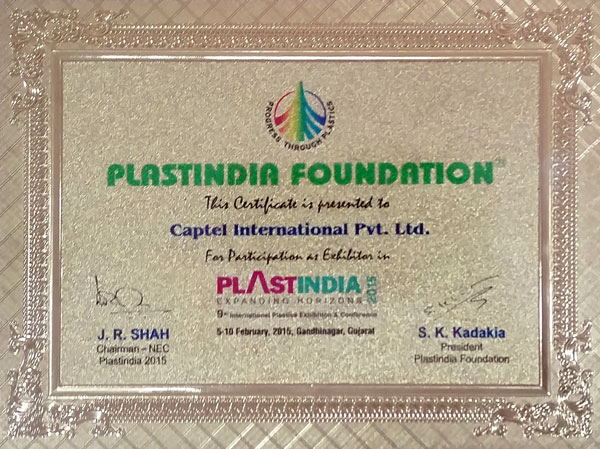 PROGRESS THROUGH PLASTICS
PLASTINDIA FOUNDATION
This Certificate is presented to
Captel International Pvt. Ltd.
For Participation as Exhibitor in
PLASTINDIA 2015
EXPANDING HORIZONS
9th International Plastics Exhibition & Conference
5-10 February, 2015, Gandhinagar, Gujarat
J. R. SHAH
Chairman – NEC
Plastindia 2015
S. K. Kadakia
President
Plastindia Foundation